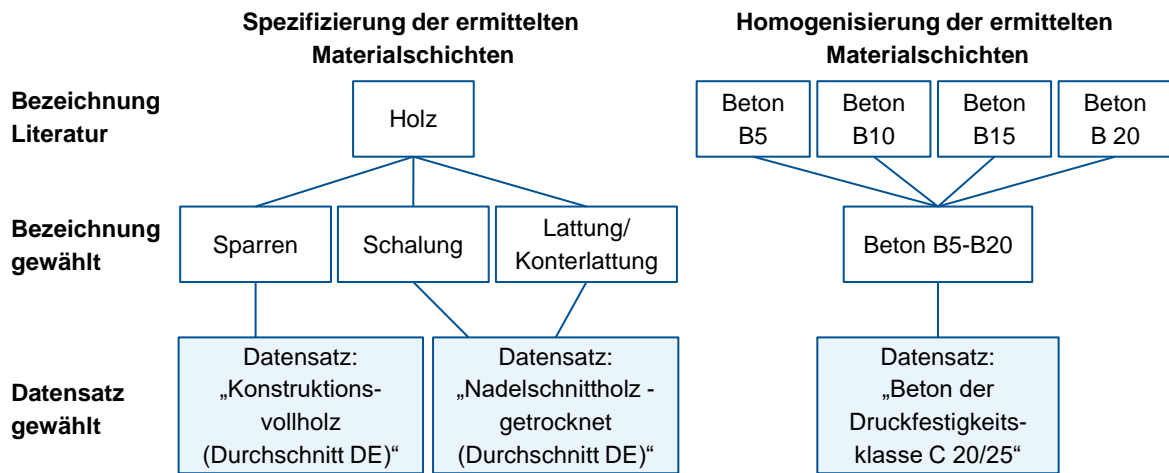 Spezifizierung der ermittelten
Materialschichten
Homogenisierung der ermittelten
Materialschichten
Bezeichnung
Literatur
Holz
Beton
B5
Beton
B10
Beton
B15
Beton
B 20
Bezeichnung
gewählt
Sparren
Schalung
Lattung/
Konterlattung
Beton B5-B20
Datensatz
gewählt
Datensatz:
„Konstruktions-
vollholz
(Durchschnitt DE)“
Datensatz:
„Nadelschnittholz -
getrocknet
(Durchschnitt DE)“
Datensatz:
„Beton der
Druckfestigkeits-
klasse C 20/25“